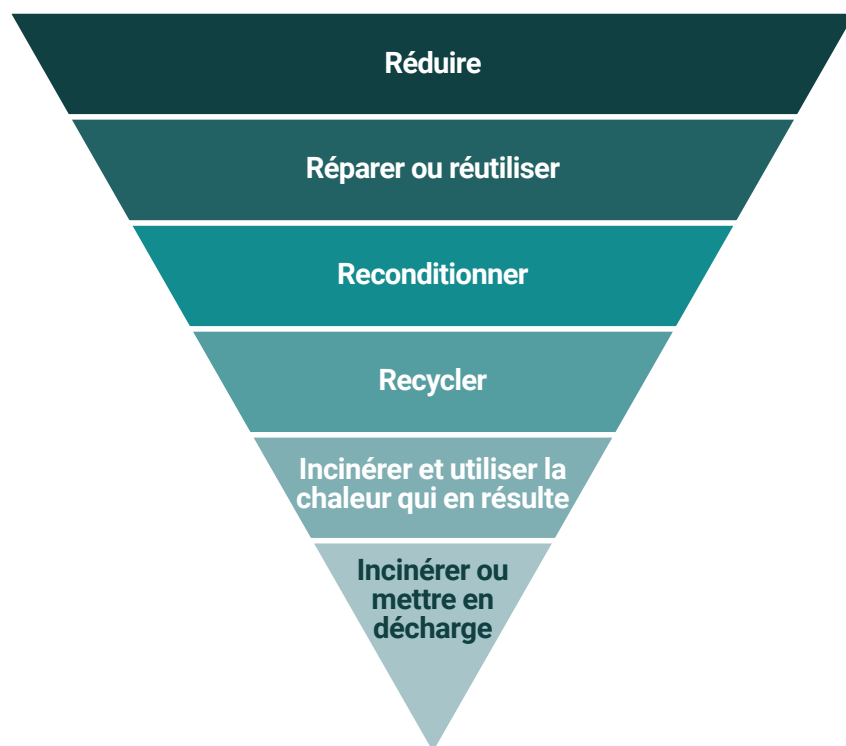 Réduire
Réparer ou réutiliser
Reconditionner
Recycler
Incinérer et utiliser la
chaleur qui en résulte
Incinérer ou
mettre en
décharge